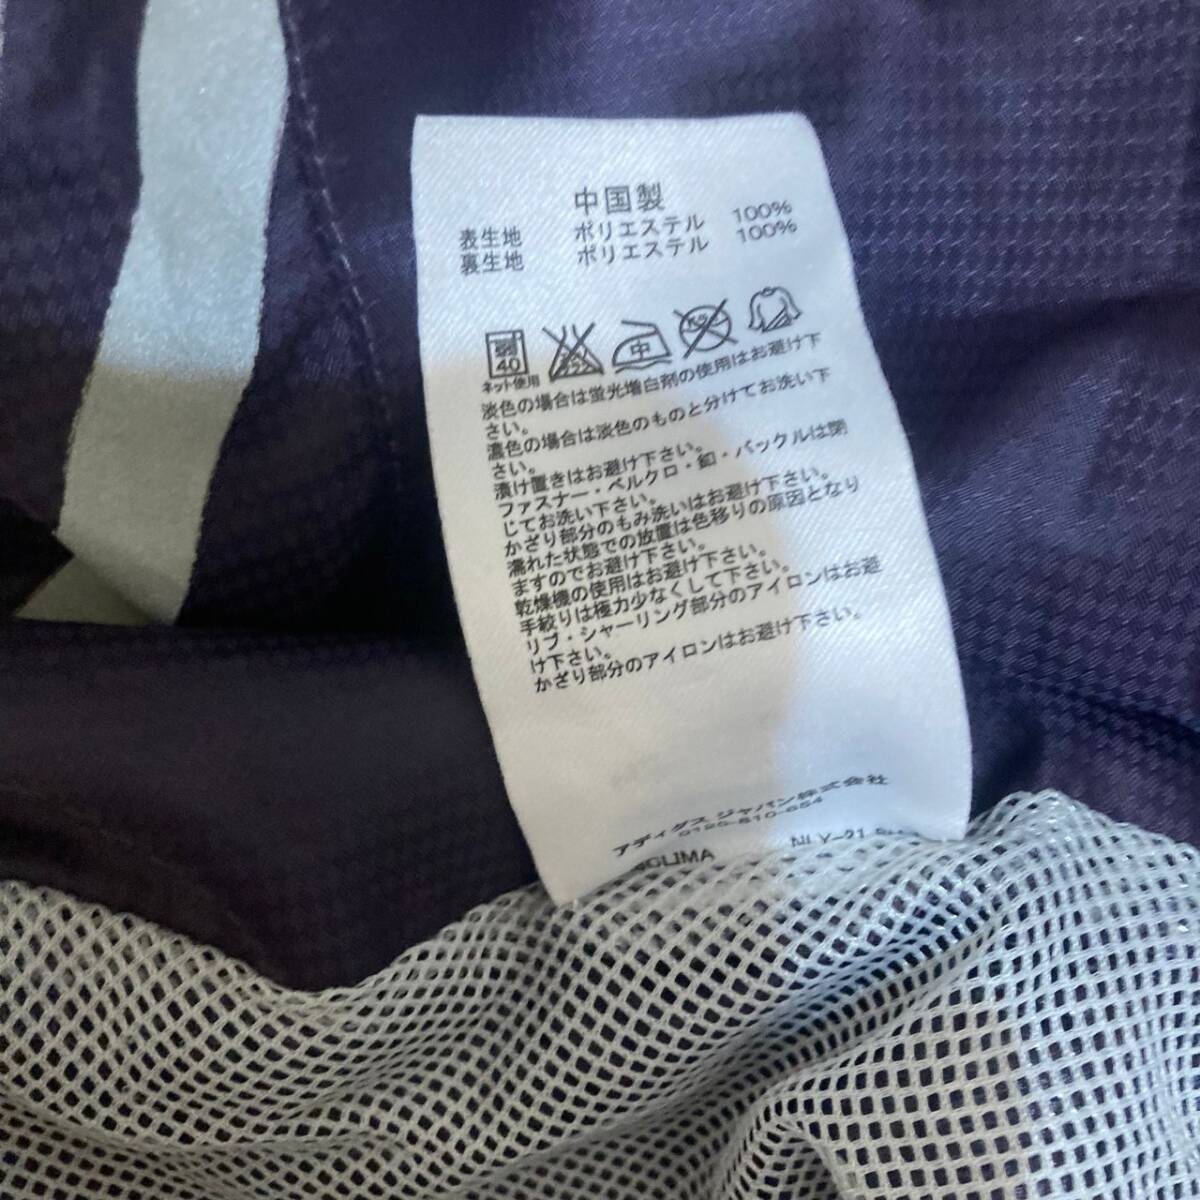 中国製
表生地 ポリエステル 100%
裏生地 ポリエステル 100%
弱 40 中
ネット使用
淡色の場合は蛍光増白剤の使用はお避け下
さい。
濃色の場合は淡色のものと分けてお洗い下
さい。
漬け置きはお避け下さい。
ファスナー・ベルクロ・釦・バックルは閉
じてお洗い下さい。
かざり部分のもみ洗いはお避け下さい。
濡れた状態での放置は色移りの原因となり
ますのでお避け下さい。
乾燥機の使用はお避け下さい。
手絞りは極力少なくして下さい。
リブ・シャーリング部分のアイロンはお避
け下さい。
かざり部分のアイロンはお避け下さい。
アディダス ジャパン株式会社
0120-810-654